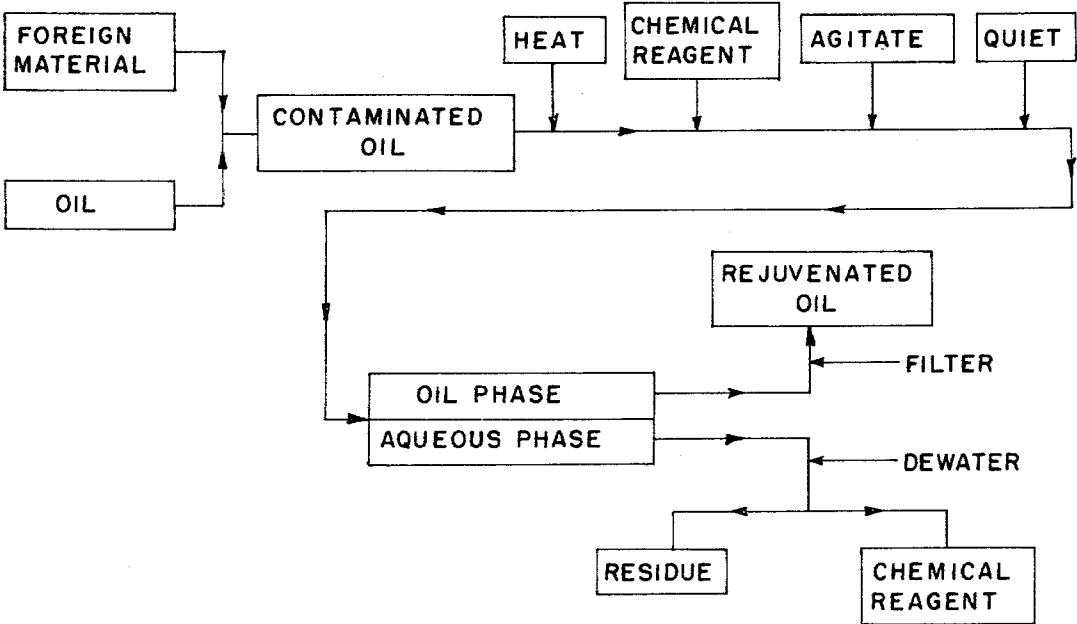 FOREIGN
MATERIAL
HEAT
CHEMICAL
REAGENT
AGITATE
QUIET
CONTAMINATED
OIL
OIL
REJUVENATED
OIL
FILTER
OIL PHASE
AQUEOUS PHASE
DEWATER
RESIDUE
CHEMICAL
REAGENT